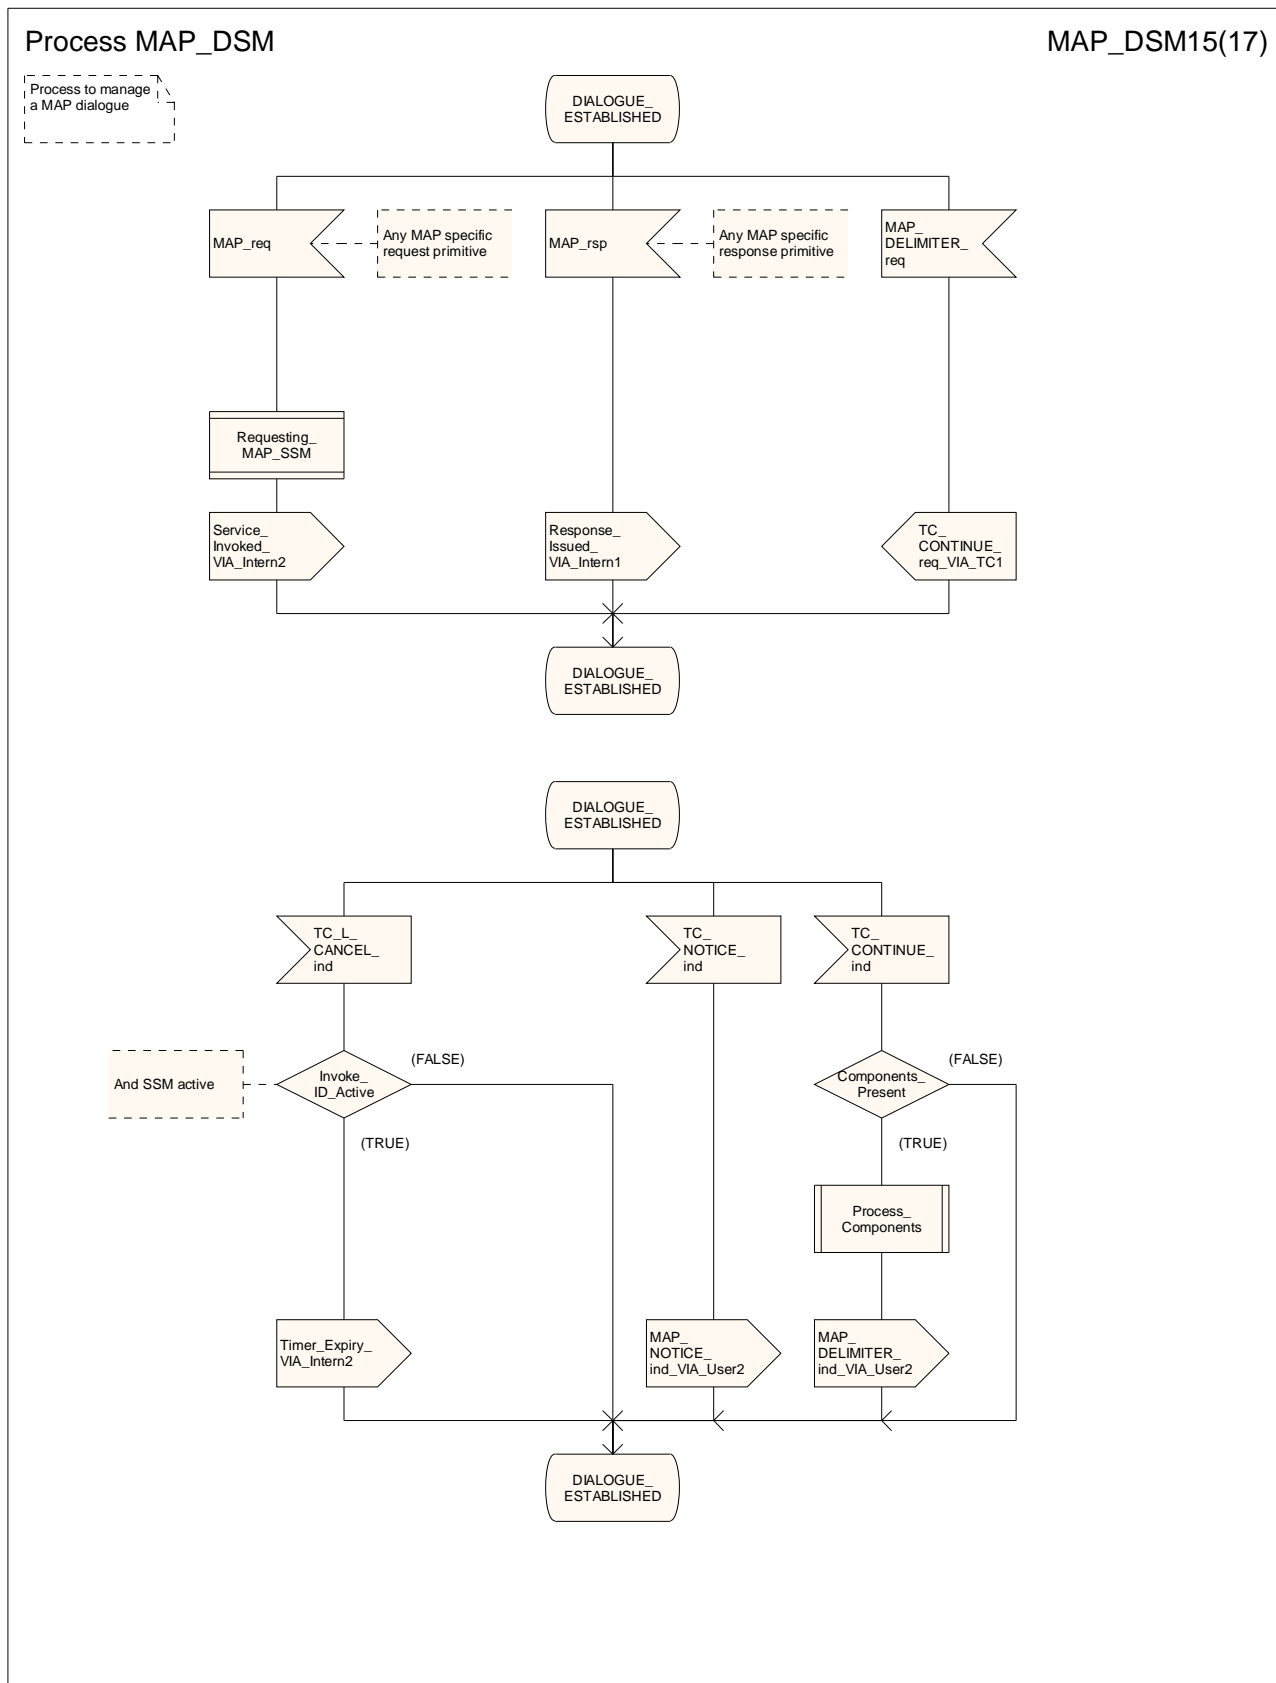 Process MAP_DSM
MAP_DSM15(17)
Process to manage
a MAP dialogue
DIALOGUE_
ESTABLISHED
MAP_req
Any MAP specific
request primitive
MAP_rsp
Any MAP specific
response primitive
MAP_
DELIMITER_
req
Requesting_
MAP_SSM
Service_
Invoked_
VIA_Intern2
Response_
Issued_
VIA_Intern1
TC_
CONTINUE_
req_VIA_TC1
DIALOGUE_
ESTABLISHED
DIALOGUE_
ESTABLISHED
TC_L_
CANCEL_
ind
TC_
NOTICE_
ind
TC_
CONTINUE_
ind
And SSM active
Invoke_
ID_Active
(FALSE)
(TRUE)
Components_
Present
(FALSE)
(TRUE)
Process_
Components
Timer_Expiry_
VIA_Intern2
MAP_
NOTICE_
ind_VIA_User2
MAP_
DELIMITER_
ind_VIA_User2
DIALOGUE_
ESTABLISHED